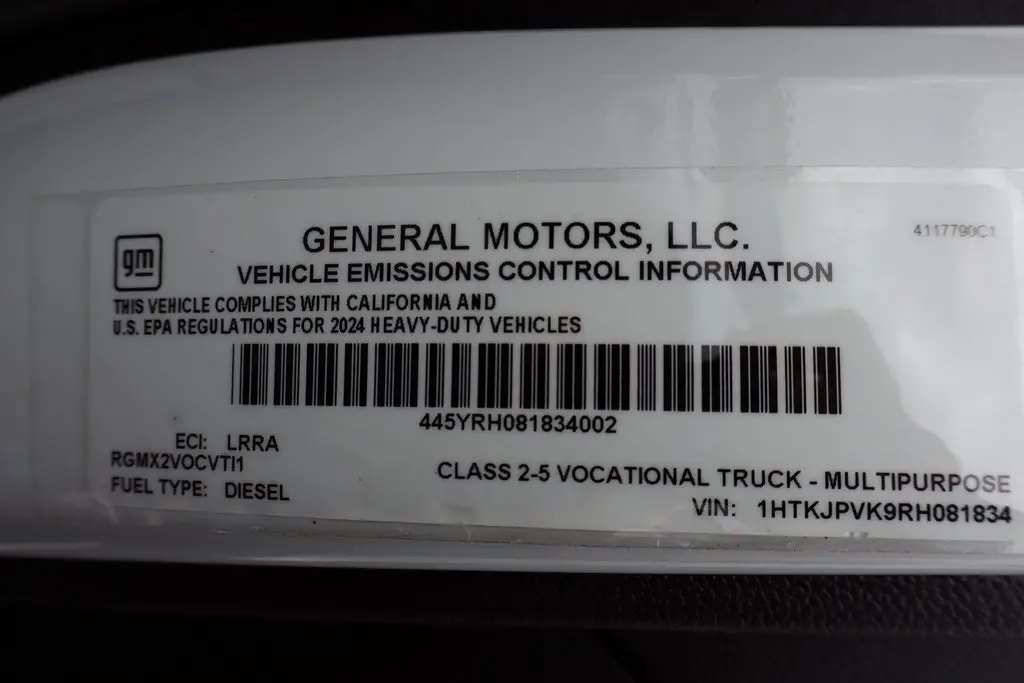 gm
GENERAL MOTORS, LLC.
4117790C1
VEHICLE EMISSIONS CONTROL INFORMATION
THIS VEHICLE COMPLIES WITH CALIFORNIA AND
U.S. EPA REGULATIONS FOR 2024 HEAVY-DUTY VEHICLES
445YRH081834002
ECI: LRRA
RGMX2VOCVTI1
FUEL TYPE: DIESEL
CLASS 2-5 VOCATIONAL TRUCK - MULTIPURPOSE
VIN: 1HTKJPVK9RH081834